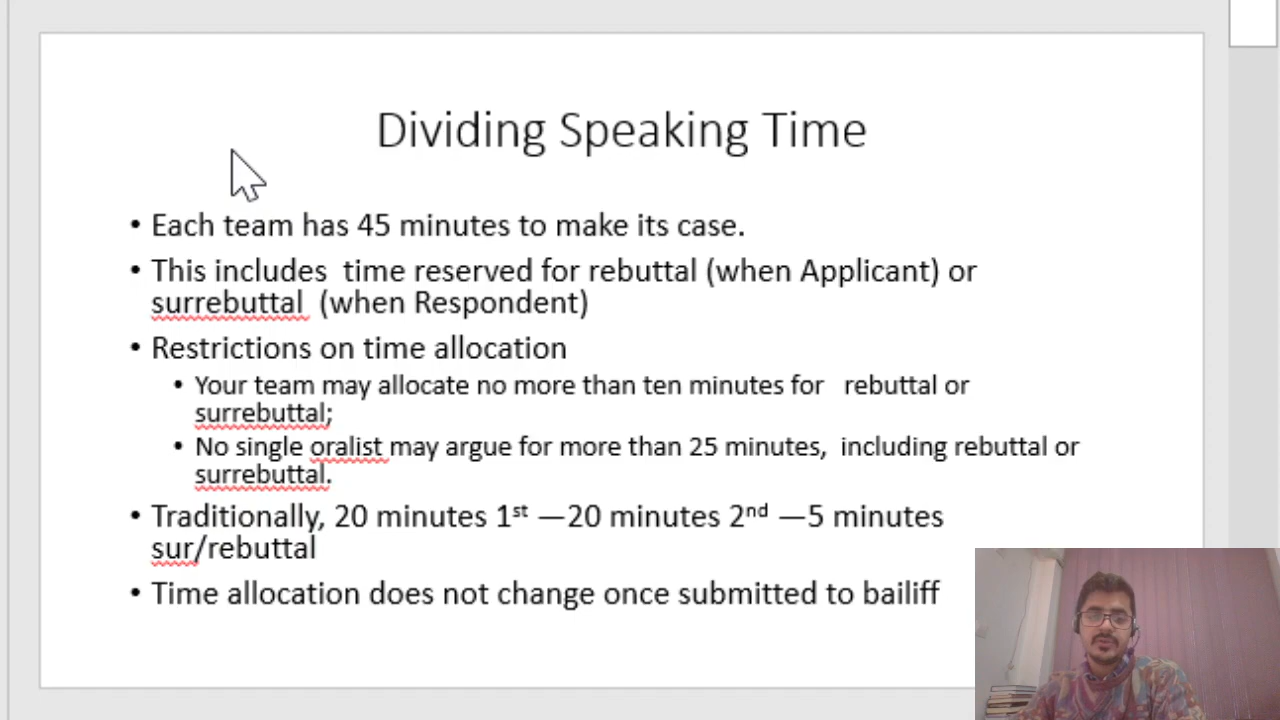 Dividing Speaking Time
• Each team has 45 minutes to make its case.
• This includes  time reserved for rebuttal (when Applicant) or
surrebuttal  (when Respondent)
• Restrictions on time allocation
• Your team may allocate no more than ten minutes for   rebuttal or
surrebuttal;
• No single oralist may argue for more than 25 minutes,  including rebuttal or
surrebuttal.
• Traditionally, 20 minutes 1st —20 minutes 2nd —5 minutes
sur/rebuttal
• Time allocation does not change once submitted to bailiff